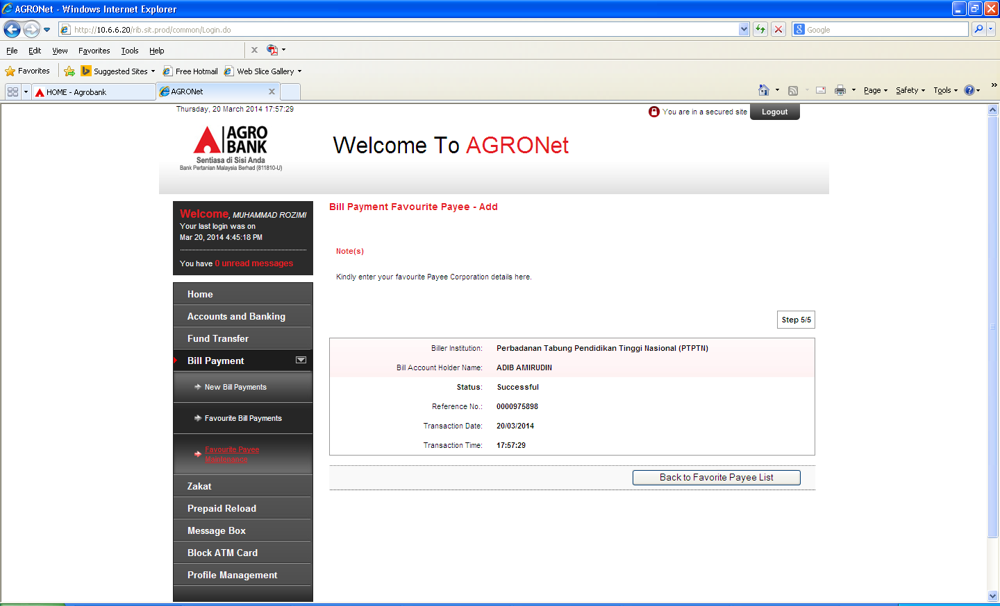 AGRONet - Windows Internet Explorer
http://10.6.6.20/rib.sit.prod/common/Login.do
Google
File Edit View Favorites Tools Help
Favorites Suggested Sites Free Hotmail Web Slice Gallery
HOME - Agrobank AGRONet Page Safety Tools
Thursday, 20 March 2014 17:57:29
You are in a secured site Logout
AGRO
BANK
Sentiasa di Sisi Anda
Bank Pertanian Malaysia Berhad (811810-U)
Welcome To AGRONet
Welcome, MUHAMMAD ROZIMI
Your last login was on
Mar 20, 2014 4:45:18 PM
You have 0 unread messages
Home
Accounts and Banking
Fund Transfer
Bill Payment
New Bill Payments
Favourite Bill Payments
Favourite Payee
Maintenance
Zakat
Prepaid Reload
Message Box
Block ATM Card
Profile Management
Bill Payment Favourite Payee - Add
Note(s)
Kindly enter your favourite Payee Corporation details here.
Step 5/5
Biller Institution: Perbadanan Tabung Pendidikan Tinggi Nasional (PTPTN)
Bill Account Holder Name: ADIB AMIRUDIN
Status: Successful
Reference No.: 0000975898
Transaction Date: 20/03/2014
Transaction Time: 17:57:29
Back to Favorite Payee List